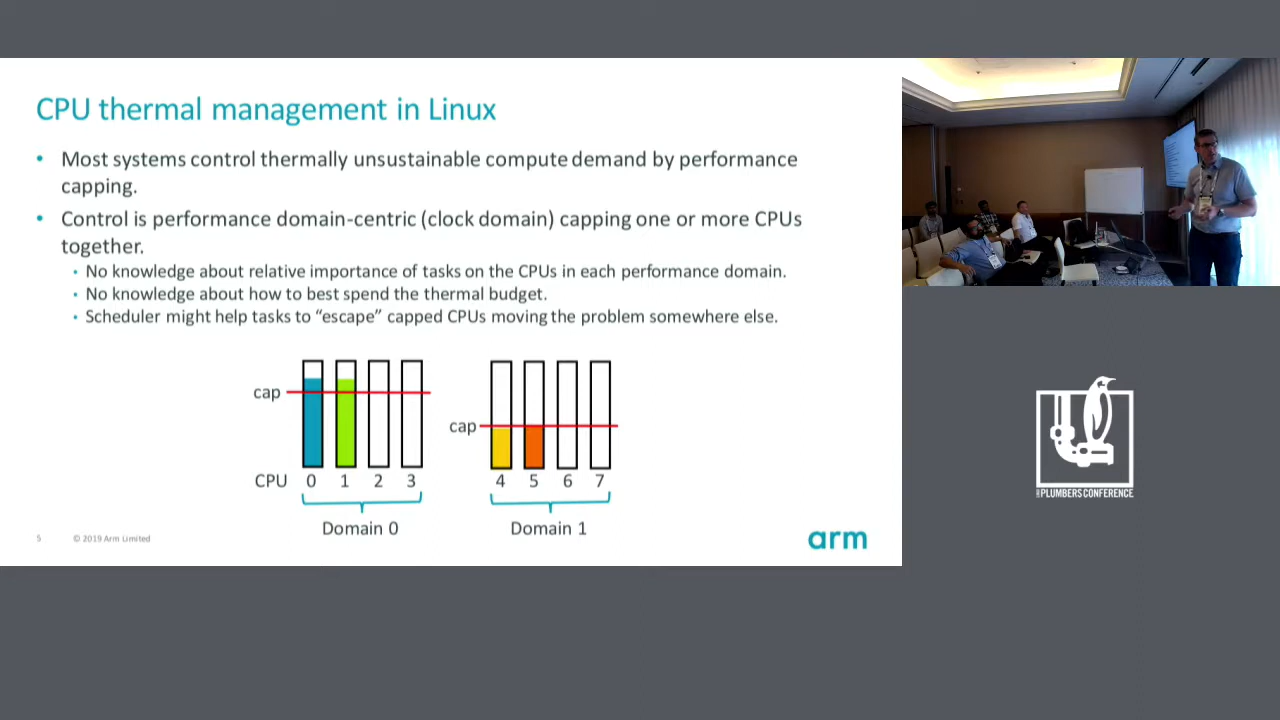 CPU thermal management in Linux
• Most systems control thermally unsustainable compute demand by performance
capping.
• Control is performance domain-centric (clock domain) capping one or more CPUs
together.
• No knowledge about relative importance of tasks on the CPUs in each performance domain.
• No knowledge about how to best spend the thermal budget.
• Scheduler might help tasks to “escape” capped CPUs moving the problem somewhere else.
cap
cap
CPU 0 1 2 3
4 5 6 7
Domain 0
Domain 1
5 © 2019 Arm Limited
arm
PLUMBERS CONFERENCE